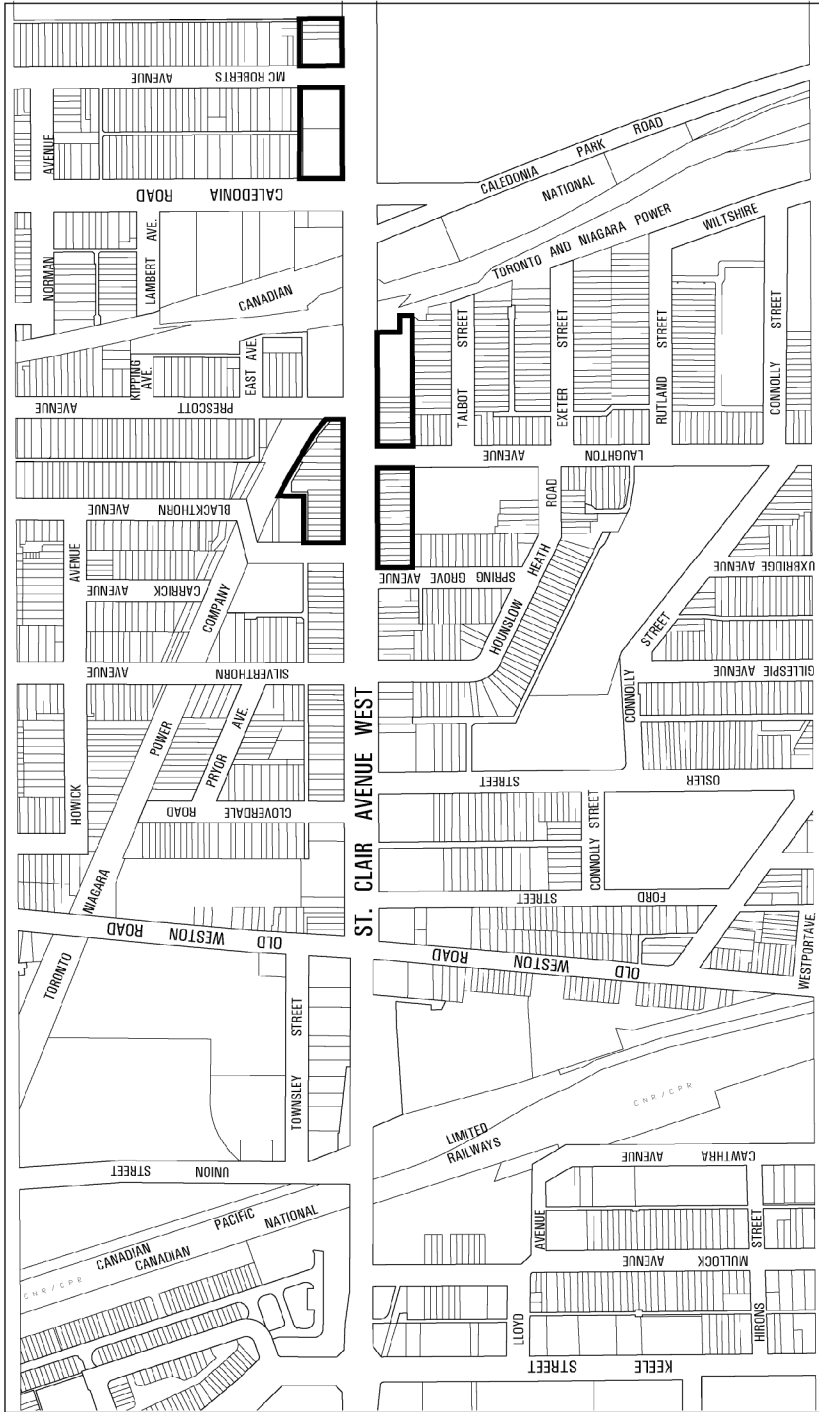 MC ROBERTS AVENUE
AVENUE
CALEDONIA ROAD
CALEDONIA PARK ROAD
NATIONAL
TORONTO AND NIAGARA POWER
WILTSHIRE
NORMAN
LAMBERT AVE.
CANADIAN
KIPPING AVE.
EAST AVE.
PRESCOTT AVENUE
TALBOT STREET
EXETER STREET
RUTLAND STREET
CONNOLLY STREET
LAUGHTON AVENUE
BLACKTHORN AVENUE
ROAD
AVENUE
CARRICK AVENUE
COMPANY
SPRING GROVE AVENUE
HOUNSLOW HEATH
UXBRIDGE AVENUE
SILVERTHORN AVENUE
STREET
GILLESPIE AVENUE
CONNOLLY
POWER
PRYOR AVE.
ST. CLAIR AVENUE WEST
OSLER STREET
HOWICK
CLOVERDALE ROAD
CONNOLLY STREET
NIAGARA
FORD STREET
OLD WESTON ROAD
OLD WESTON ROAD
WESTPORT AVE.
TORONTO
TOWNSLEY STREET
CNR/CPR
LIMITED
RAILWAYS
UNION STREET
CAWTHRA AVENUE
CANADIAN PACIFIC
CANADIAN NATIONAL
CNR/CPR
AVENUE
STREET
MULLOCK AVENUE
LLOYD
HIRONS
KEELE STREET